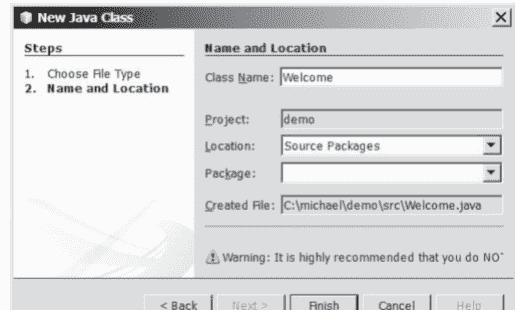 New Java Class
Steps
1. Choose File Type
2. Name and Location
Name and Location
Class Name: Welcome
Project: demo
Location: Source Packages
Package:
Created File: C:\michael\demo\src\Welcome.java
Warning: It is highly recommended that you do NO
< Back Next > Finish Cancel Help